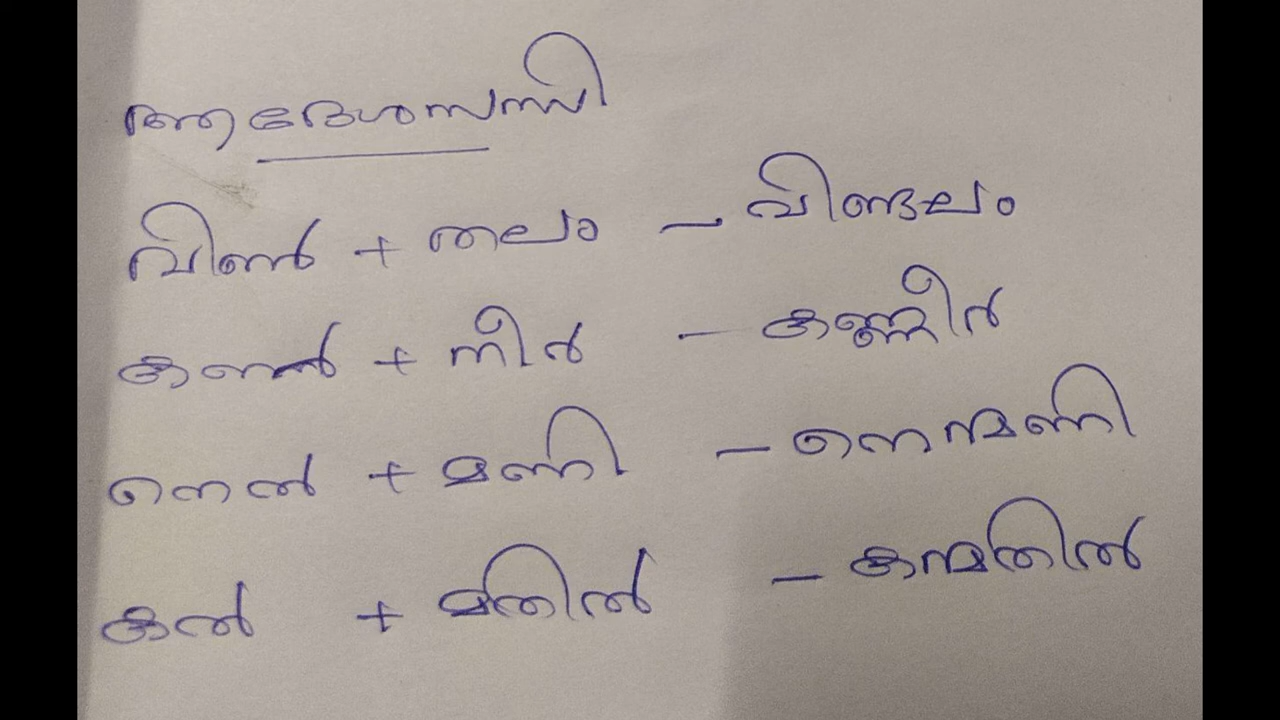 ആദേശസന്ധി
വിൺ + തലം - വിണ്ടലം
കൺ + നീർ - കണ്ണീർ
നെൽ + മണി - നെന്മണി
കൽ + മതിൽ - കന്മതിൽ